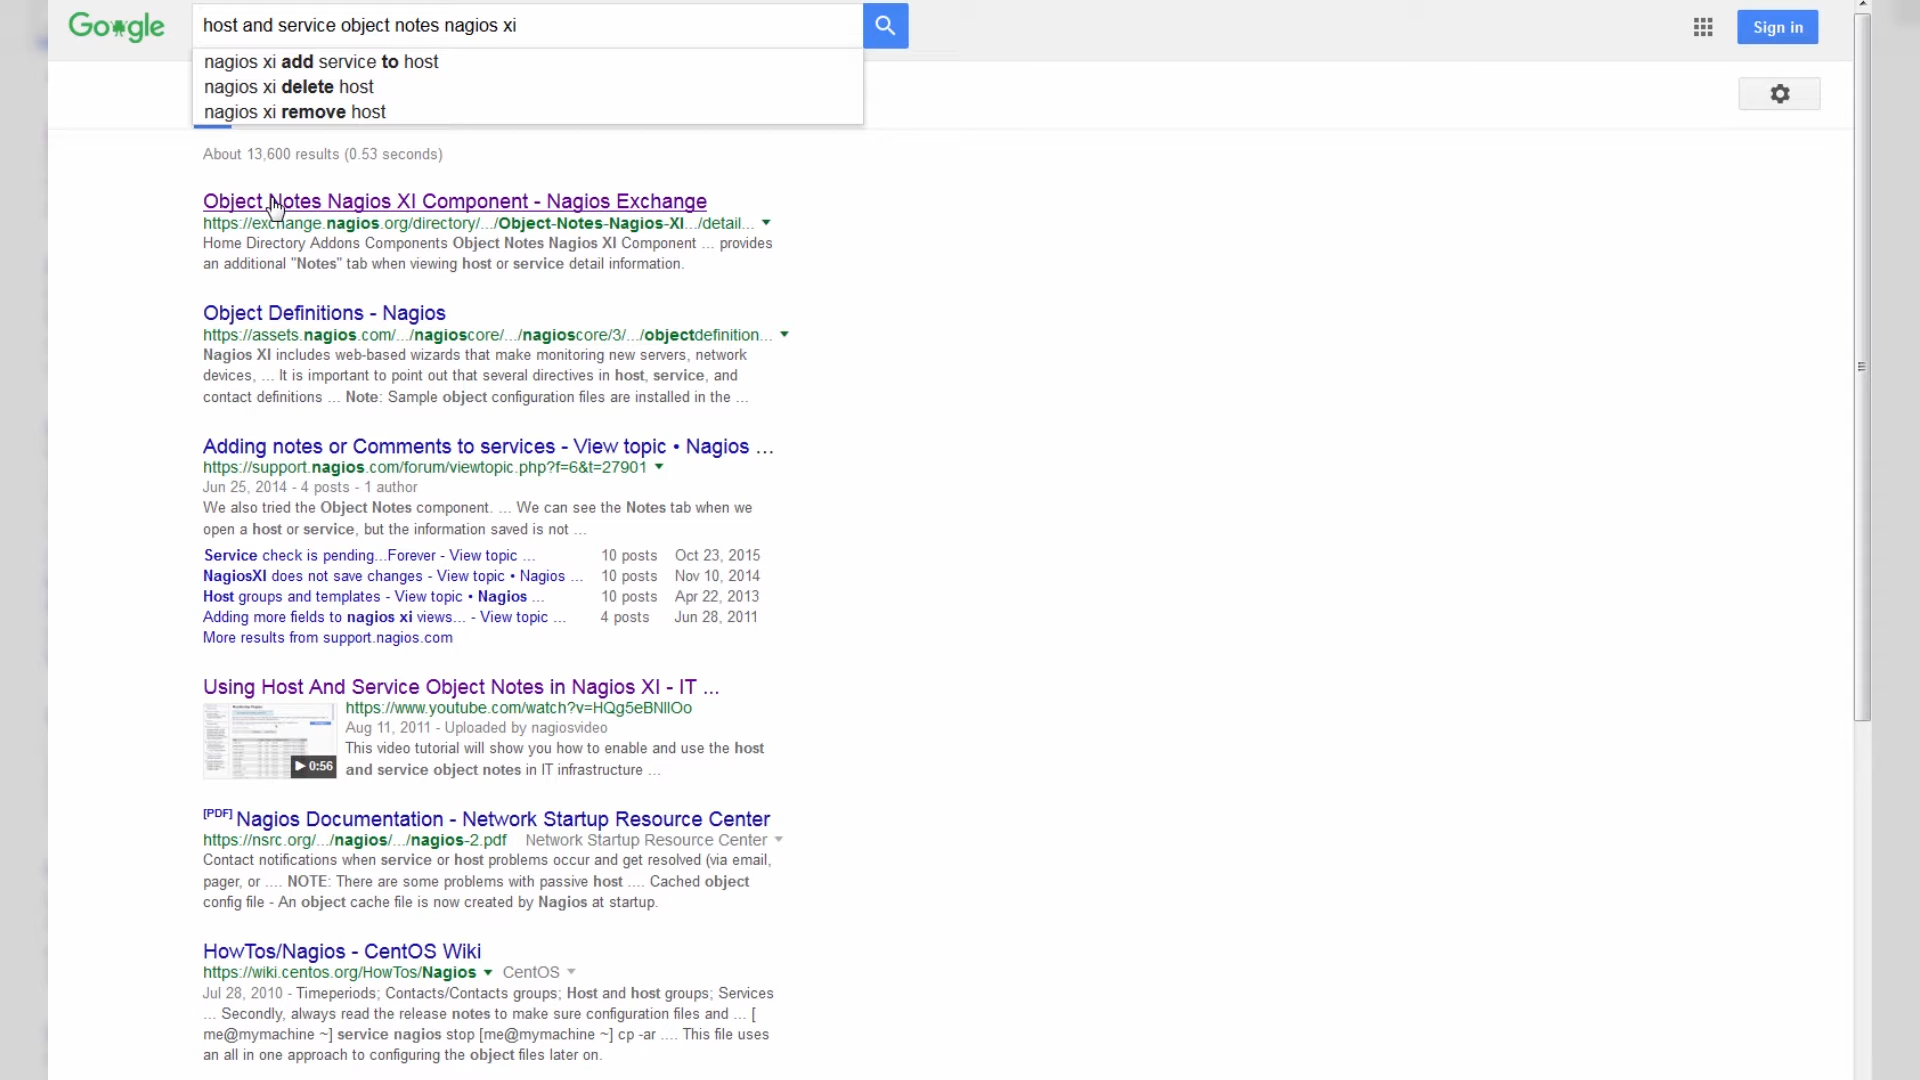 Google
host and service object notes nagios xi
Sign in
nagios xi add service to host
nagios xi delete host
nagios xi remove host
About 13,600 results (0.53 seconds)
Object Notes Nagios XI Component - Nagios Exchange
https://exchange.nagios.org/directory/.../Object-Notes-Nagios-XI.../detail...
Home Directory Addons Components Object Notes Nagios XI Component ... provides
an additional "Notes" tab when viewing host or service detail information.
Object Definitions - Nagios
https://assets.nagios.com/.../nagioscore/.../nagioscore/3/.../objectdefinition...
Nagios XI includes web-based wizards that make monitoring new servers, network
devices, ... It is important to point out that several directives in host, service, and
contact definitions ... Note: Sample object configuration files are installed in the ...
Adding notes or Comments to services - View topic • Nagios ...
https://support.nagios.com/forum/viewtopic.php?f=6&t=27901
Jun 25, 2014 - 4 posts - 1 author
We also tried the Object Notes component. ... We can see the Notes tab when we
open a host or service, but the information saved is not ...
Service check is pending...Forever - View topic ... 10 posts Oct 23, 2015
NagiosXI does not save changes - View topic • Nagios ... 10 posts Nov 10, 2014
Host groups and templates - View topic • Nagios ... 10 posts Apr 22, 2013
Adding more fields to nagios xi views... - View topic ... 4 posts Jun 28, 2011
More results from support.nagios.com
Using Host And Service Object Notes in Nagios XI - IT ...
https://www.youtube.com/watch?v=HQg5eBNIlOo
Aug 11, 2011 - Uploaded by nagiosvideo
This video tutorial will show you how to enable and use the host
and service object notes in IT infrastructure ...
0:56
[PDF] Nagios Documentation - Network Startup Resource Center
https://nsrc.org/.../nagios/.../nagios-2.pdf Network Startup Resource Center
Contact notifications when service or host problems occur and get resolved (via email,
pager, or .... NOTE: There are some problems with passive host .... Cached object
config file - An object cache file is now created by Nagios at startup.
HowTos/Nagios - CentOS Wiki
https://wiki.centos.org/HowTos/Nagios CentOS
Jul 28, 2010 - Timeperiods; Contacts/Contacts groups; Host and host groups; Services
... Secondly, always read the release notes to make sure configuration files and ... [
me@mymachine ~] service nagios stop [me@mymachine ~] cp -ar .... This file uses
an all in one approach to configuring the object files later on.